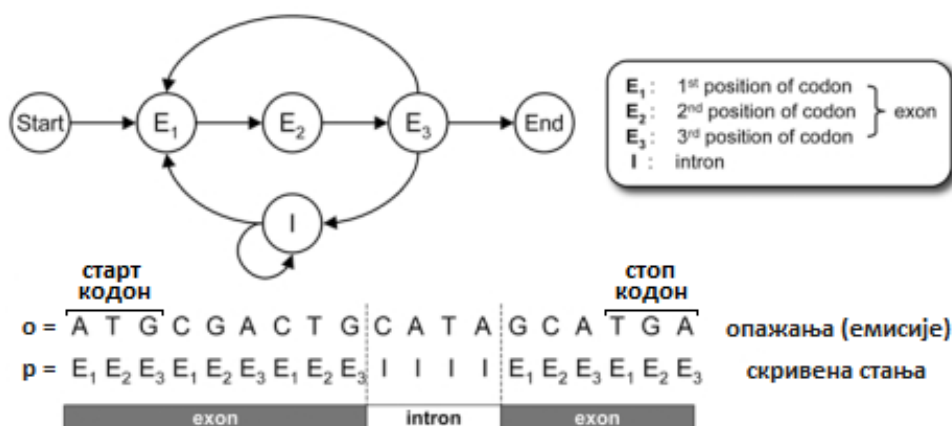 Start
E1
E2
E3
End
I
E1 : 1st position of codon
E2 : 2nd position of codon
E3 : 3rd position of codon
exon
I : intron
старт
кодон
стоп
кодон
o = A T G C G A C T G C A T A G C A T G A опажања (емисије)
p = E1 E2 E3 E1 E2 E3 E1 E2 E3 I I I I E1 E2 E3 E1 E2 E3 скривена стања
exon intron exon